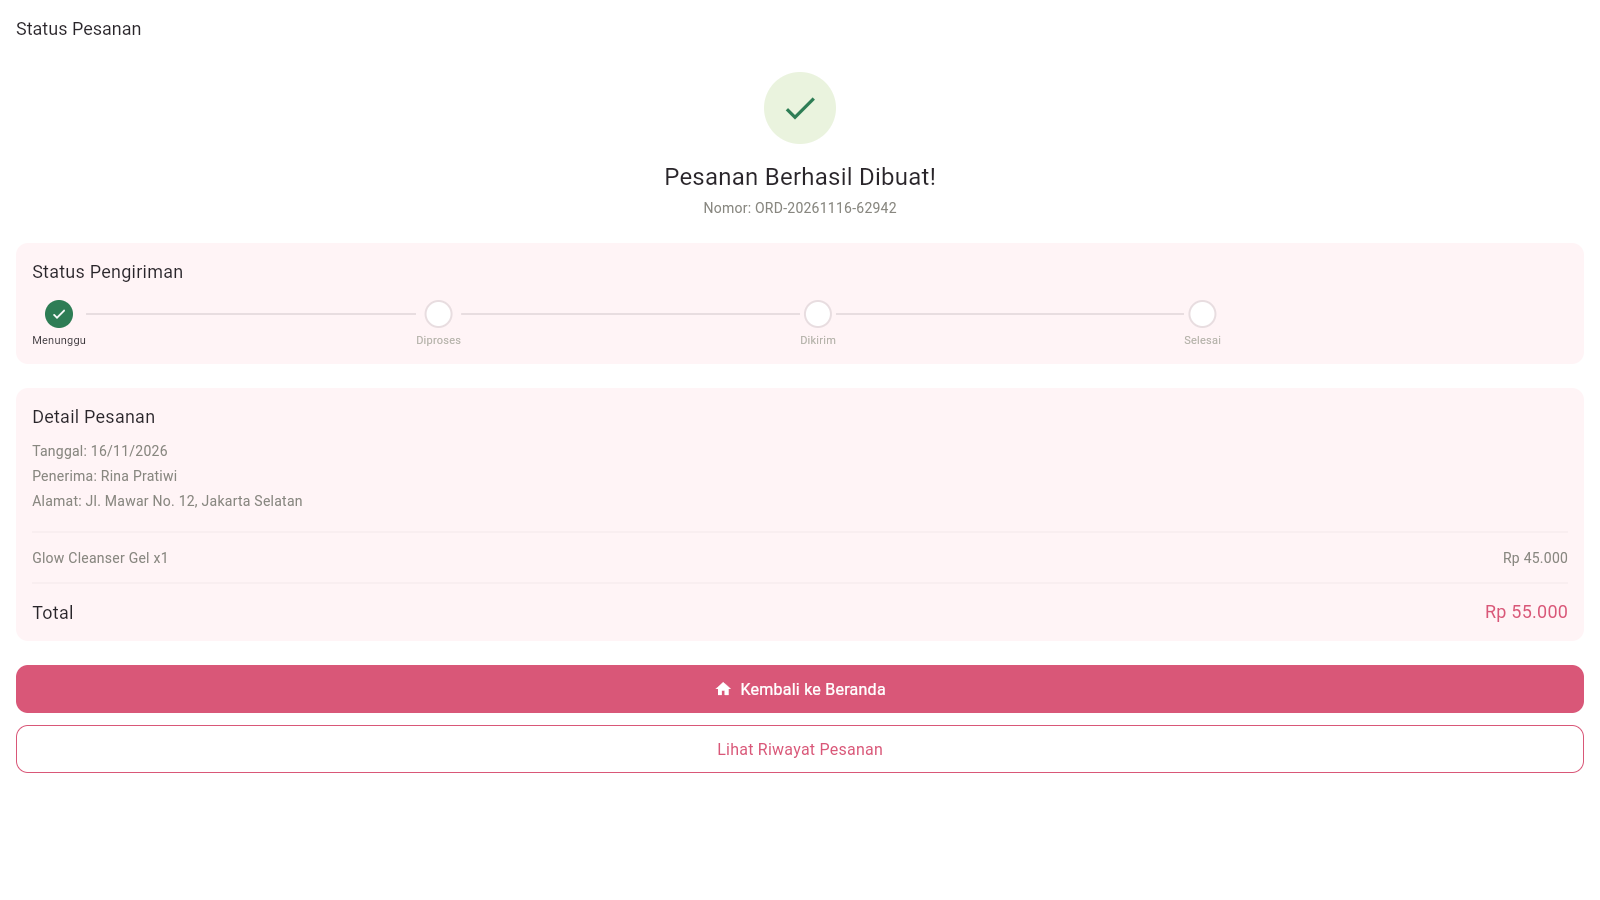 Status Pesanan
Pesanan Berhasil Dibuat!
Nomor: ORD-20261116-62942
Status Pengiriman
Menunggu Diproses Dikirim Selesai
Detail Pesanan
Tanggal: 16/11/2026
Penerima: Rina Pratiwi
Alamat: Jl. Mawar No. 12, Jakarta Selatan
Glow Cleanser Gel x1 Rp 45.000
Total Rp 55.000
Kembali ke Beranda
Lihat Riwayat Pesanan